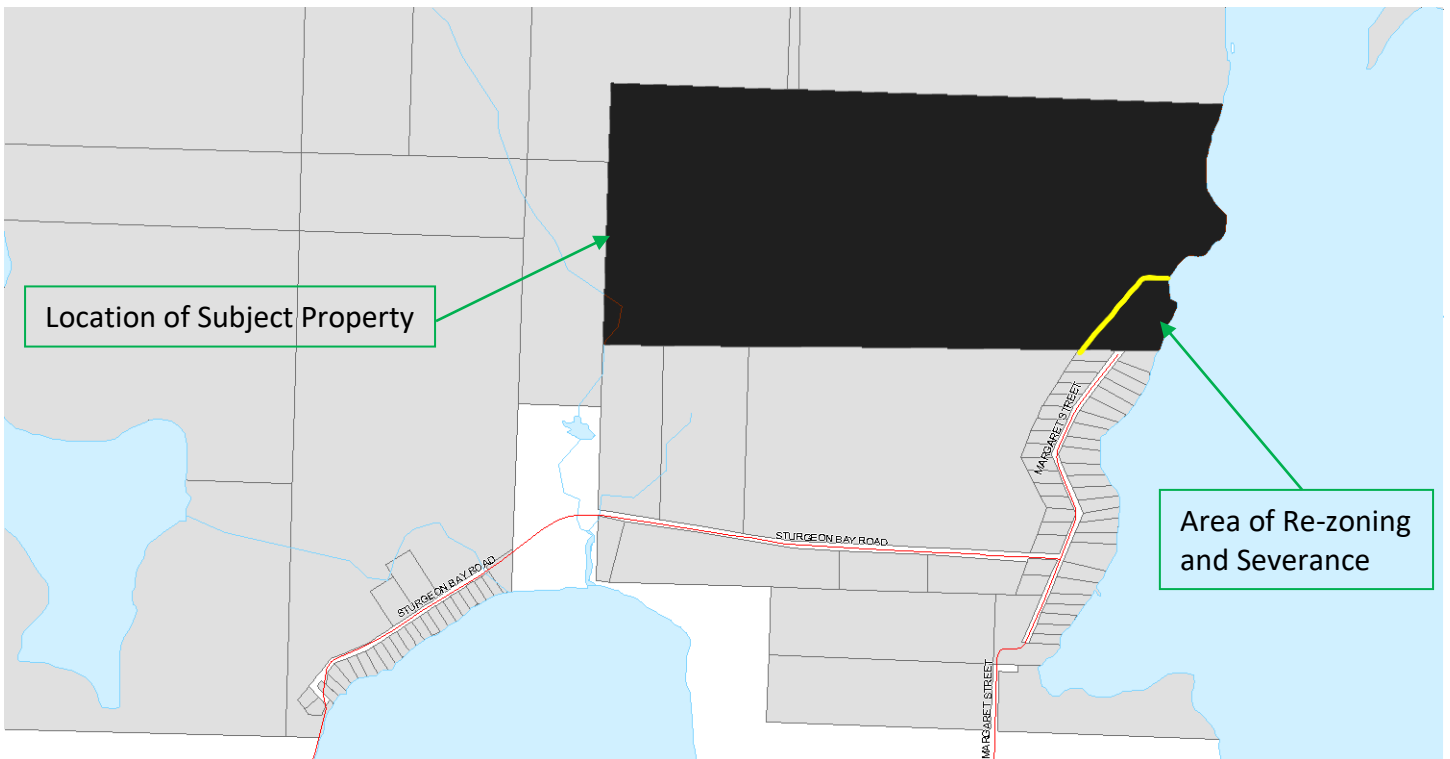 Location of Subject Property
MARGARET STREET
Area of Re-zoning
and Severance
STURGEON BAY ROAD
STURGEON BAY ROAD
MARGARET STREET